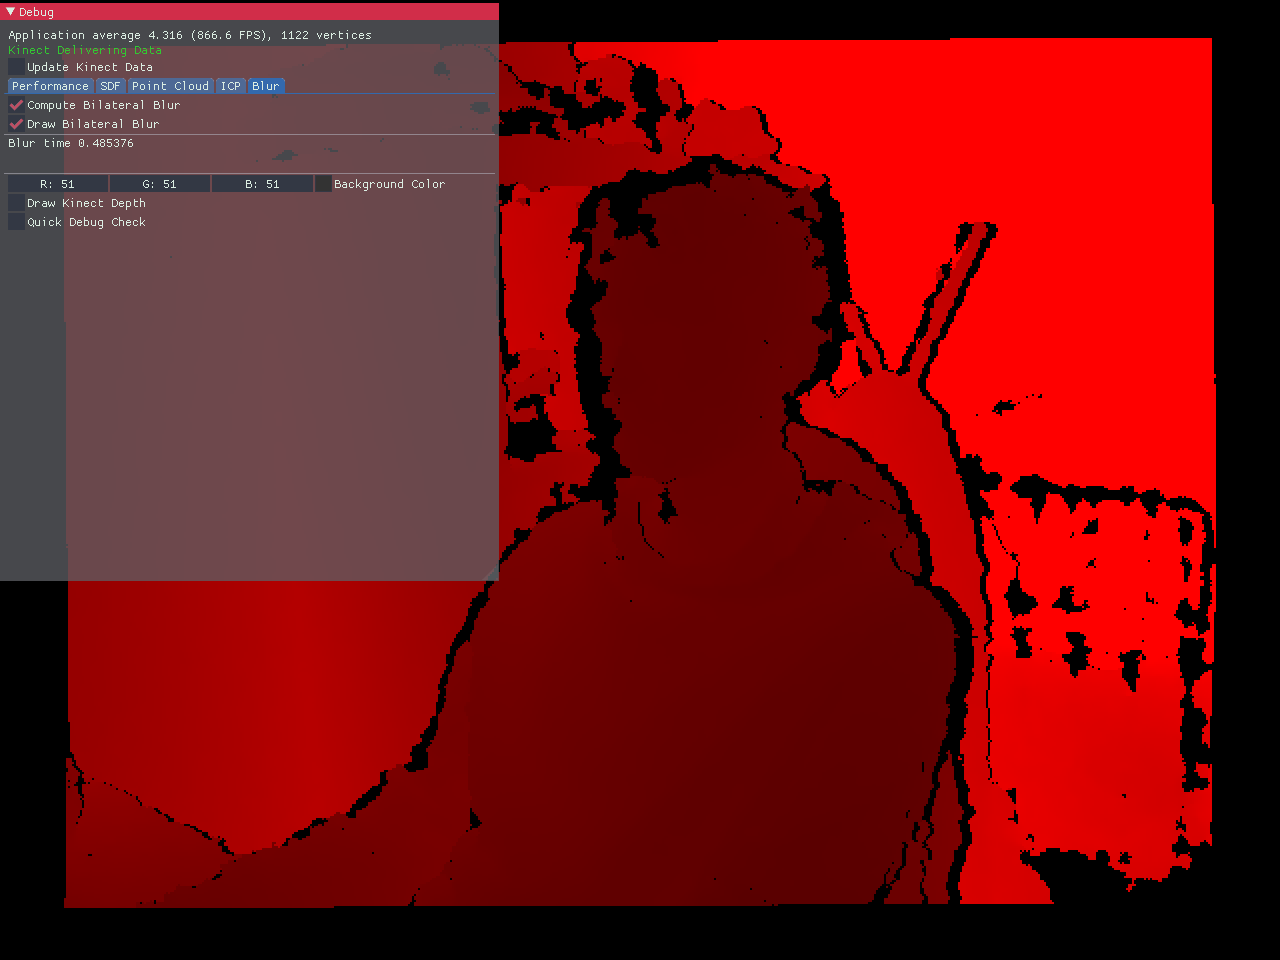 Debug
Application average 4.316 (866.6 FPS), 1122 vertices
Kinect Delivering Data
Update Kinect Data
Performance SDF Point Cloud ICP Blur
Compute Bilateral Blur
Draw Bilateral Blur
Blur time 0.485376
R: 51 G: 51 B: 51 Background Color
Draw Kinect Depth
Quick Debug Check